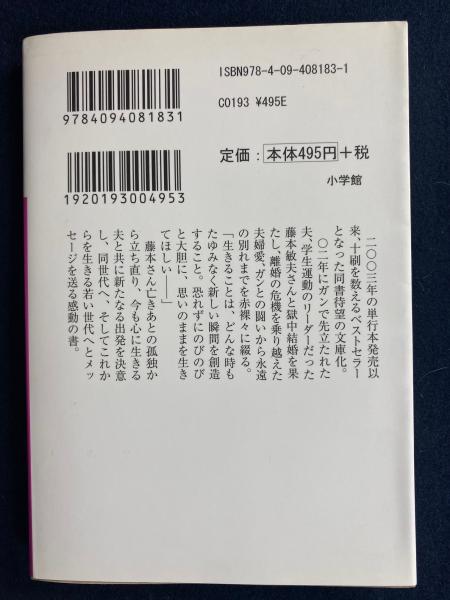 ISBN978-4-09-408183-1
C0193 ¥495E
9784094081831
定価：本体495円＋税
1920193004953
小学館
二〇〇三年の単行本発売以
来、十刷を数えるベストセラー
となった同書待望の文庫化。
〇二年にガンで先立たれた
夫、学生運動のリーダーだった
藤本敏夫さんと獄中結婚を果
たし、離婚の危機を乗り越えた
夫婦愛、ガンとの闘いから永遠
の別れまでを赤裸々に綴る。
「生きることは、どんな時も
たゆみなく新しい瞬間を創造
すること。恐れずにのびのび
と大胆に、思いのままを生き
てほしい——」
藤本さん亡きあとの孤独か
ら立ち直り、今も心に生きる
夫と共に新たなる出発を決意
し、同世代へ、そしてこれか
らを生きる若い世代へとメッ
セージを送る感動の書。